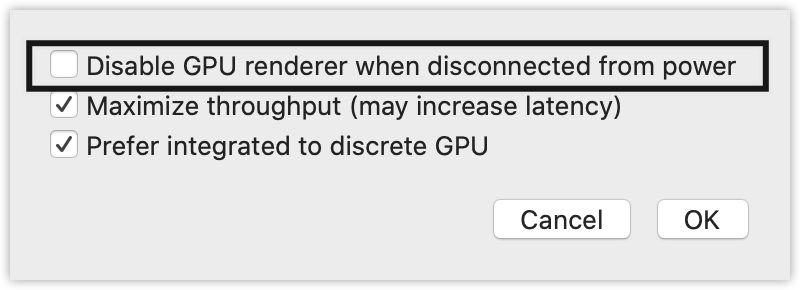 Disable GPU renderer when disconnected from power
Maximize throughput (may increase latency)
Prefer integrated to discrete GPU
Cancel OK